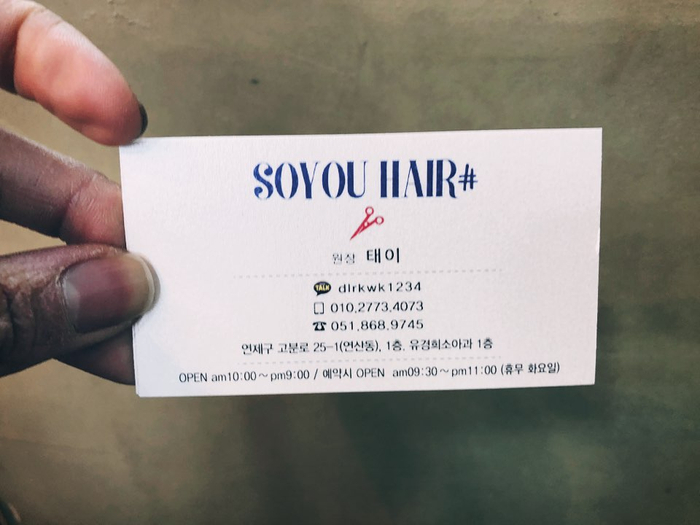 SOYOU HAIR#
원장 태이
TALK dlrkwk1234
010.2773.4073
051.868.9745
연제구 고분로 25-1(연산동), 1층, 유경희소아과 1층
OPEN am10:00~pm9:00 / 예약시 OPEN am09:30~pm11:00 (휴무 화요일)